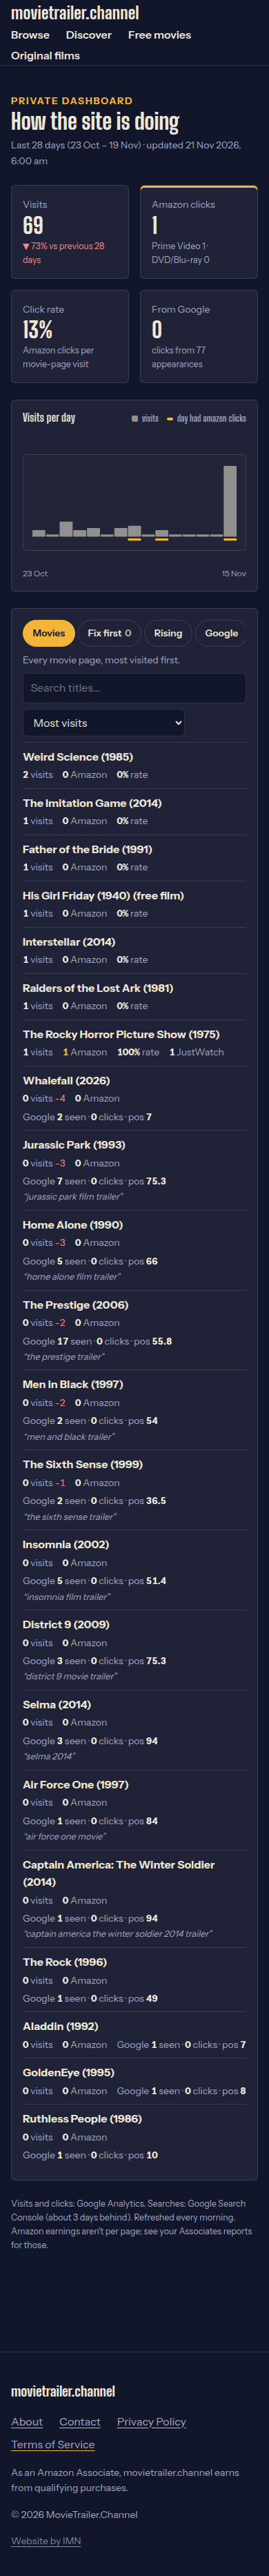 movietrailer.channel
Browse Discover Free movies
Original films
PRIVATE DASHBOARD
How the site is doing
Last 28 days (23 Oct – 19 Nov) · updated 21 Nov 2026,
6:00 am
Visits
69
▼ 73% vs previous 28
days
Amazon clicks
1
Prime Video 1 ·
DVD/Blu-ray 0
Click rate
13%
Amazon clicks per
movie-page visit
From Google
0
clicks from 77
appearances
Visits per day
visits day had amazon clicks
23 Oct 15 Nov
Movies Fix first 0 Rising Google
Every movie page, most visited first.
Search titles...
Most visits
Weird Science (1985)
2 visits 0 Amazon 0% rate
The Imitation Game (2014)
1 visits 0 Amazon 0% rate
Father of the Bride (1991)
1 visits 0 Amazon 0% rate
His Girl Friday (1940) (free film)
1 visits 0 Amazon 0% rate
Interstellar (2014)
1 visits 0 Amazon 0% rate
Raiders of the Lost Ark (1981)
1 visits 0 Amazon 0% rate
The Rocky Horror Picture Show (1975)
1 visits 1 Amazon 100% rate 1 JustWatch
Whalefall (2026)
0 visits -4 0 Amazon
Google 2 seen · 0 clicks · pos 7
Jurassic Park (1993)
0 visits -3 0 Amazon
Google 7 seen · 0 clicks · pos 75.3
"jurassic park film trailer"
Home Alone (1990)
0 visits -3 0 Amazon
Google 5 seen · 0 clicks · pos 66
"home alone film trailer"
The Prestige (2006)
0 visits -2 0 Amazon
Google 17 seen · 0 clicks · pos 55.8
"the prestige trailer"
Men in Black (1997)
0 visits -2 0 Amazon
Google 2 seen · 0 clicks · pos 54
"men and black trailer"
The Sixth Sense (1999)
0 visits -1 0 Amazon
Google 2 seen · 0 clicks · pos 36.5
"the sixth sense trailer"
Insomnia (2002)
0 visits 0 Amazon
Google 5 seen · 0 clicks · pos 51.4
"insomnia film trailer"
District 9 (2009)
0 visits 0 Amazon
Google 3 seen · 0 clicks · pos 75.3
"district 9 movie trailer"
Selma (2014)
0 visits 0 Amazon
Google 3 seen · 0 clicks · pos 94
"selma 2014"
Air Force One (1997)
0 visits 0 Amazon
Google 1 seen · 0 clicks · pos 84
"air force one movie"
Captain America: The Winter Soldier
(2014)
0 visits 0 Amazon
Google 1 seen · 0 clicks · pos 94
"captain america the winter soldier 2014 trailer"
The Rock (1996)
0 visits 0 Amazon
Google 1 seen · 0 clicks · pos 49
Aladdin (1992)
0 visits 0 Amazon Google 1 seen · 0 clicks · pos 7
GoldenEye (1995)
0 visits 0 Amazon Google 1 seen · 0 clicks · pos 8
Ruthless People (1986)
0 visits 0 Amazon
Google 1 seen · 0 clicks · pos 10
Visits and clicks: Google Analytics. Searches: Google Search
Console (about 3 days behind). Refreshed every morning.
Amazon earnings aren't per page; see your Associates reports
for those.
movietrailer.channel
About Contact Privacy Policy
Terms of Service
As an Amazon Associate, movietrailer.channel earns
from qualifying purchases.
© 2026 MovieTrailer.Channel
Website by IMN